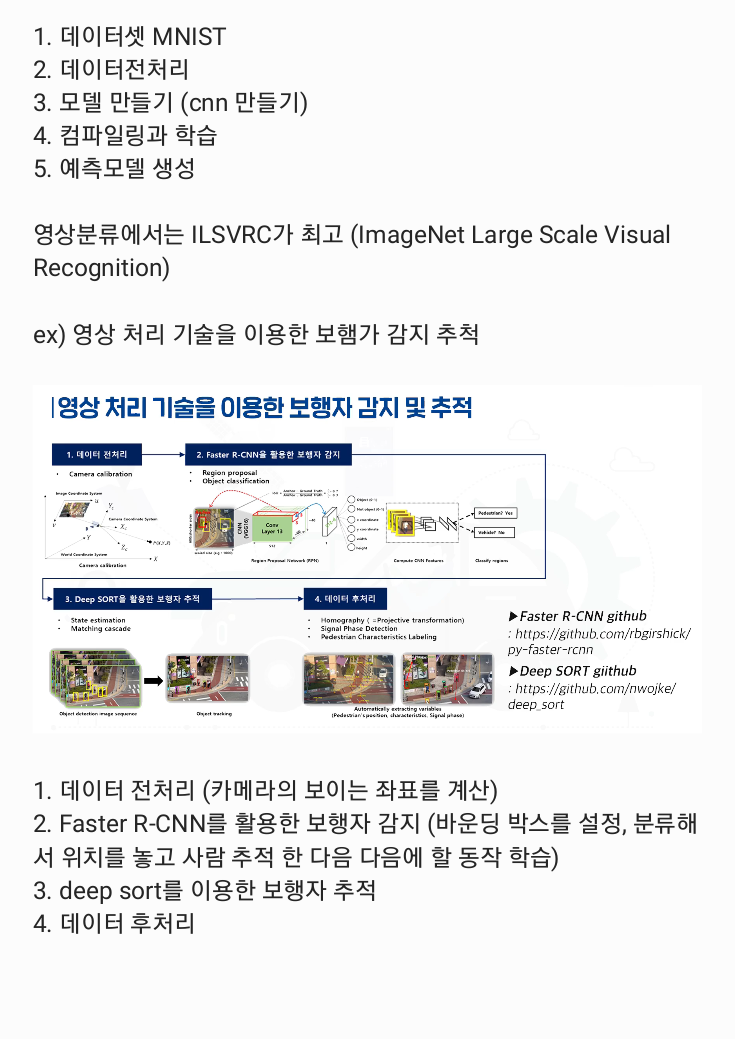 1. 데이터셋 MNIST
2. 데이터전처리
3. 모델 만들기 (cnn 만들기)
4. 컴파일링과 학습
5. 예측모델 생성
영상분류에서는 ILSVRC가 최고 (ImageNet Large Scale Visual
Recognition)
ex) 영상 처리 기술을 이용한 보햄가 감지 추척
영상 처리 기술을 이용한 보행자 감지 및 추적
1. 데이터 전처리
2. Faster R-CNN을 활용한 보행자 감지
• Camera calibration
• Region proposal
• Object classification
Image Coordinate System
Camera Coordinate System
World Coordinate System
Camera calibration
CNN
(VGG16)
Conv
Layer 13
Region Proposal Network (RPN)
Object (0~1)
Not object (0~1)
x coordinate
y coordinate
width
height
Compute CNN Features
Pedestrian? Yes
Vehicle? No
Classify regions
3. Deep SORT을 활용한 보행자 추적
4. 데이터 후처리
• State estimation
• Matching cascade
• Homography ( =Projective transformation)
• Signal Phase Detection
• Pedestrian Characteristics Labeling
Object detection image sequence
Object tracking
Automatically extracting variables
(Pedestrian's position, characteristics, Signal phase)
▶Faster R-CNN github
: https://github.com/rbgirshick/
py-faster-rcnn
▶Deep SORT giithub
: https://github.com/nwojke/
deep_sort
1. 데이터 전처리 (카메라의 보이는 좌표를 계산)
2. Faster R-CNN를 활용한 보행자 감지 (바운딩 박스를 설정, 분류해
서 위치를 놓고 사람 추적 한 다음 다음에 할 동작 학습)
3. deep sort를 이용한 보행자 추적
4. 데이터 후처리